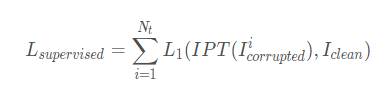 L_{supervised} = \sum_{i=1}^{N_t} L_1(IPT(I^i_{corrupted}), I_{clean})